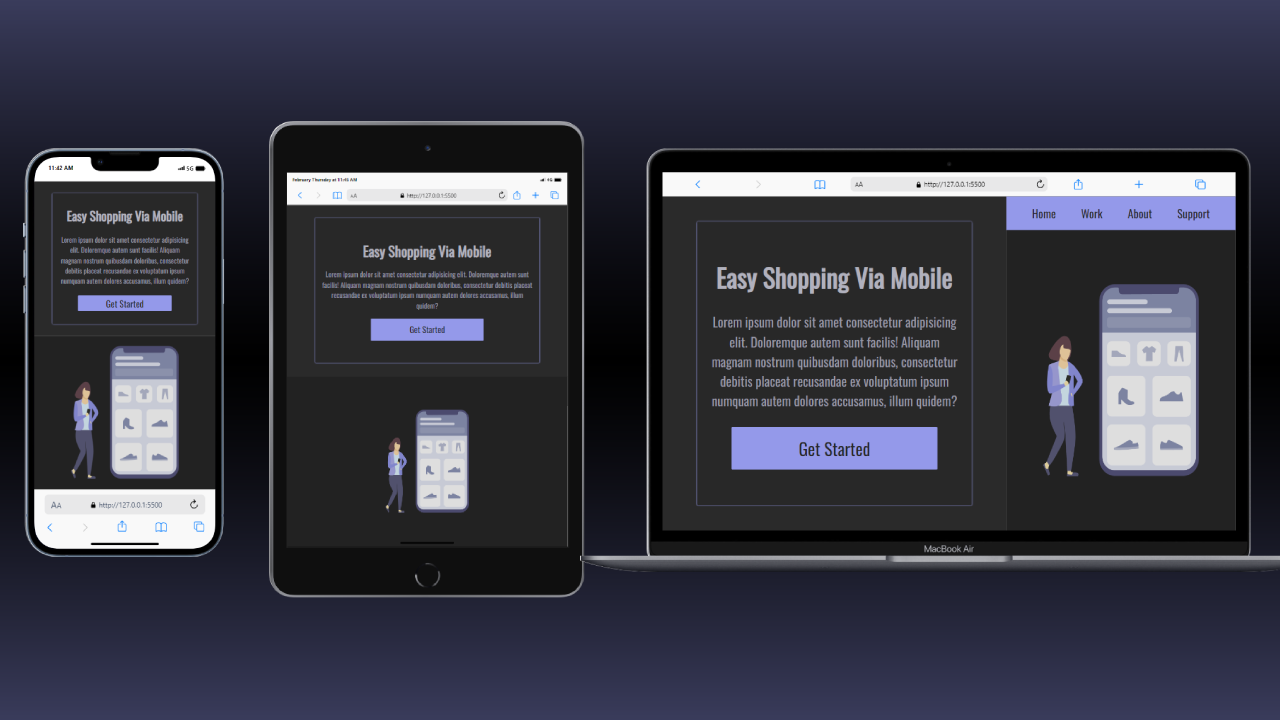 11:42 AM
5G
Easy Shopping Via Mobile
Lorem ipsum dolor sit amet consectetur adipisicing
elit. Doloremque autem sunt facilis! Aliquam
magnam nostrum quibusdam doloribus, consectetur
debitis placeat recusandae ex voluptatum ipsum
numquam autem dolores accusamus, illum quidem?
Get Started
AA
http://127.0.0.1:5500
February Thursday at 11:43 AM
5G
AA
http://127.0.0.1:5500
Easy Shopping Via Mobile
Lorem ipsum dolor sit amet consectetur adipisicing elit. Doloremque autem sunt
facilis! Aliquam magnam nostrum quibusdam doloribus, consectetur debitis placeat
recusandae ex voluptatum ipsum numquam autem dolores accusamus, illum
quidem?
Get Started
AA
http://127.0.0.1:5500
Home Work About Support
Easy Shopping Via Mobile
Lorem ipsum dolor sit amet consectetur adipisicing
elit. Doloremque autem sunt facilis! Aliquam
magnam nostrum quibusdam doloribus, consectetur
debitis placeat recusandae ex voluptatum ipsum
numquam autem dolores accusamus, illum quidem?
Get Started
MacBook Air